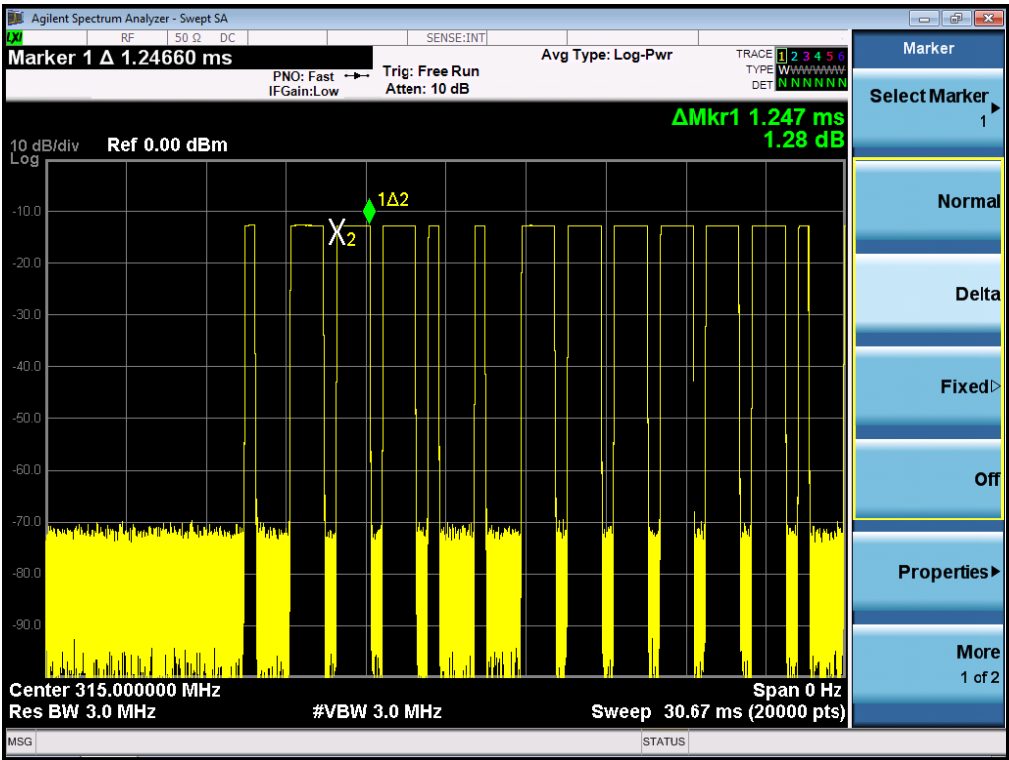 Agilent Spectrum Analyzer - Swept SA
LXI RF 50 Ω DC SENSE:INT
Marker 1 Δ 1.24660 ms
PNO: Fast
IFGain:Low
Trig: Free Run
Atten: 10 dB
Avg Type: Log-Pwr
TRACE 1 2 3 4 5 6
TYPE WWWWWW
DET N N N N N N
ΔMkr1 1.247 ms
1.28 dB
10 dB/div Ref 0.00 dBm
Log
-10.0
-20.0
-30.0
-40.0
-50.0
-60.0
-70.0
-80.0
-90.0
1Δ2
X2
Center 315.000000 MHz
Span 0 Hz
Res BW 3.0 MHz
#VBW 3.0 MHz
Sweep 30.67 ms (20000 pts)
MSG
STATUS
Marker
Select Marker
1
Normal
Delta
Fixed
Off
Properties
More
1 of 2